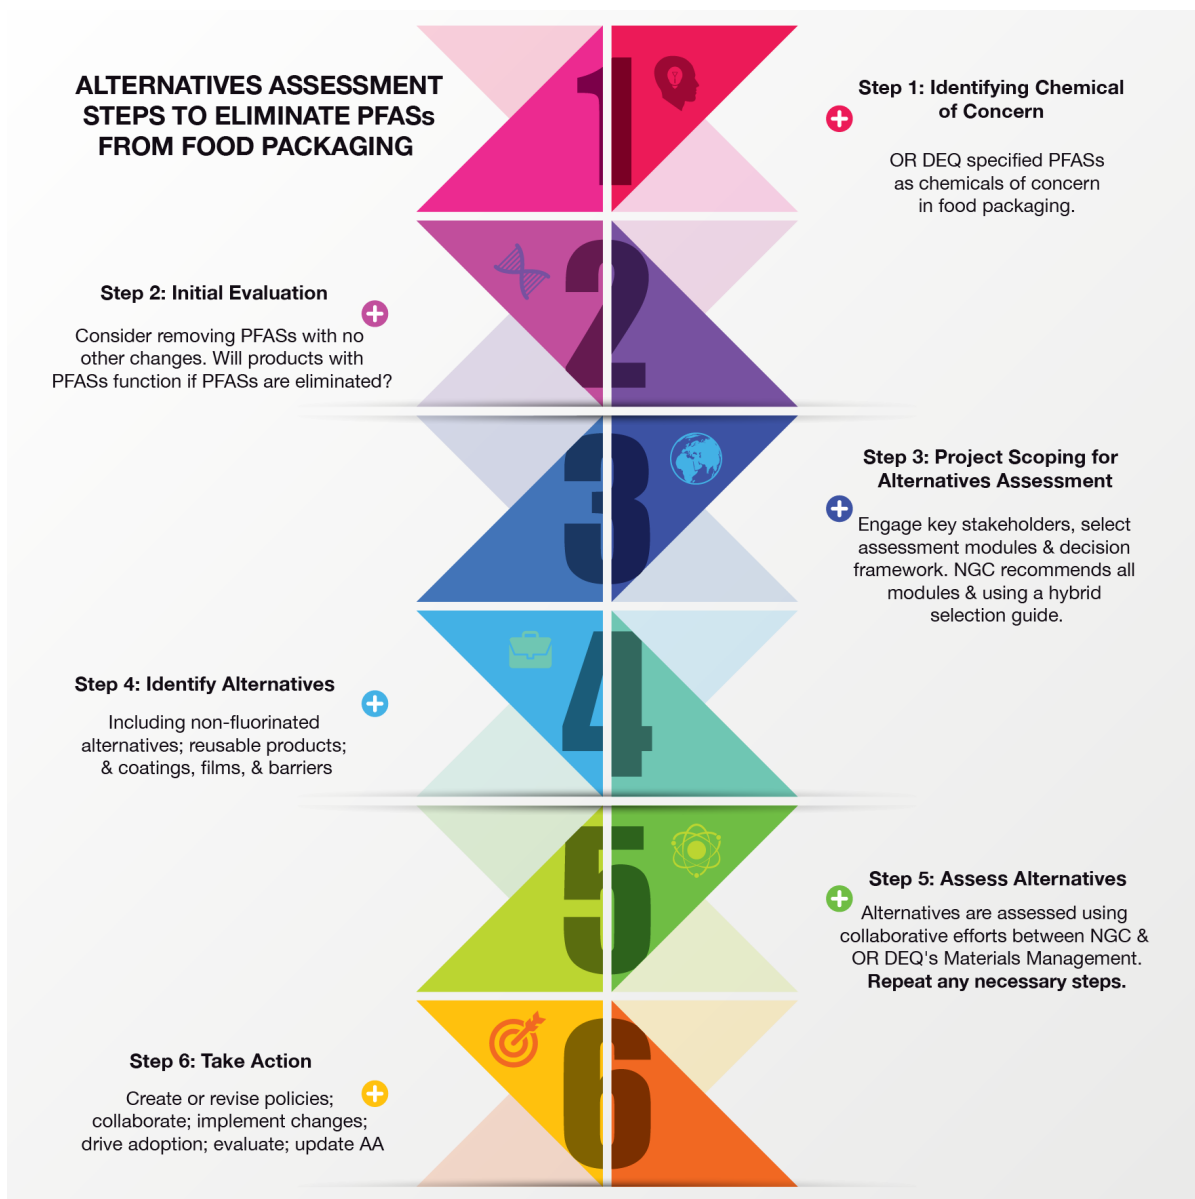 ALTERNATIVES ASSESSMENT
STEPS TO ELIMINATE PFASs
FROM FOOD PACKAGING
1
Step 1: Identifying Chemical
of Concern
OR DEQ specified PFASs
as chemicals of concern
in food packaging.
2
Step 2: Initial Evaluation
Consider removing PFASs with no
other changes. Will products with
PFASs function if PFASs are eliminated?
3
Step 3: Project Scoping for
Alternatives Assessment
Engage key stakeholders, select
assessment modules & decision
framework. NGC recommends all
modules & using a hybrid
selection guide.
4
Step 4: Identify Alternatives
Including non-fluorinated
alternatives; reusable products;
& coatings, films, & barriers
5
Step 5: Assess Alternatives
Alternatives are assessed using
collaborative efforts between NGC &
OR DEQ's Materials Management.
Repeat any necessary steps.
6
Step 6: Take Action
Create or revise policies;
collaborate; implement changes;
drive adoption; evaluate; update AA